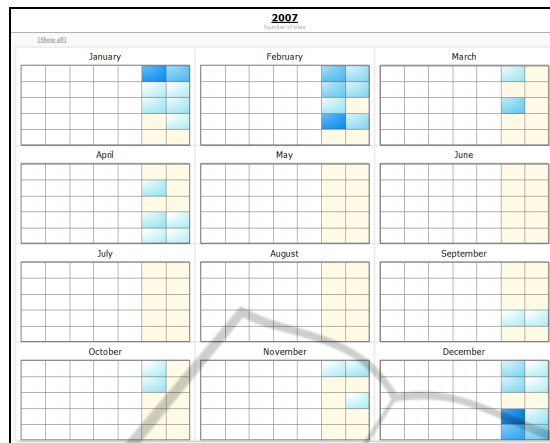 2007
Number of files
(Show all)
January
February
March
April
May
June
July
August
September
October
November
December